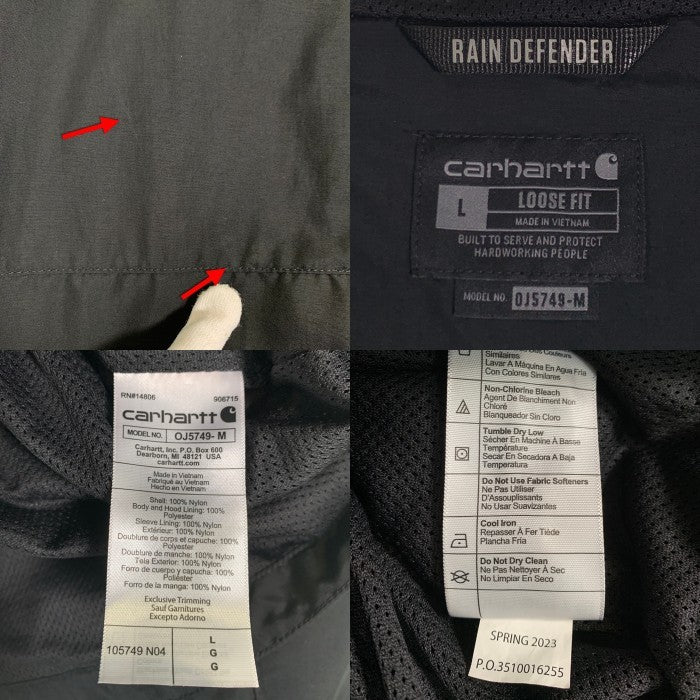 RAIN DEFENDER
carhartt
L
LOOSE FIT
MADE IN VIETNAM
BUILT TO SERVE AND PROTECT
HARDWORKING PEOPLE
MODEL NO. OJ5749-M
RN#14806 906715
carhartt
MODEL NO. OJ5749- M
Carhartt, Inc. P.O. Box 600
Dearborn, MI 48121 USA
carhartt.com
Made in Vietnam
Fabriqué au Vietnam
Hecho en Vietnam
Shell: 100% Nylon
Body and Hood Lining: 100%
Polyester
Sleeve Lining: 100% Nylon
Extérieur: 100% Nylon
Doublure de corps et capuche: 100%
Polyester
Doublure de manche: 100% Nylon
Tela Exterior: 100% Nylon
Forro de cuerpo y capucha: 100%
Poliéster
Forro de la manga: 100% Nylon
Exclusive Trimming
Sauf Garnitures
Excepto Adorno
105749 N04
L
G
G
Similaires
Lavar A Máquina En Agua Fria
Con Colores Similares
Non-Chlorine Bleach
Agent De Blanchiment Non
Chloré
Blanqueador Sin Cloro
Tumble Dry Low
Sécher En Machine À Basse
Température
Secar En Secadora A Baja
Temperatura
Do Not Use Fabric Softeners
Ne Pas Utiliser
D'Assouplissants
No Usar Suavizantes
Cool Iron
Repasser À Fer Tiède
Plancha Fría
Do Not Dry Clean
Ne Pas Nettoyer À Sec
No Limpiar En Seco
SPRING 2023
P.O.3510016255